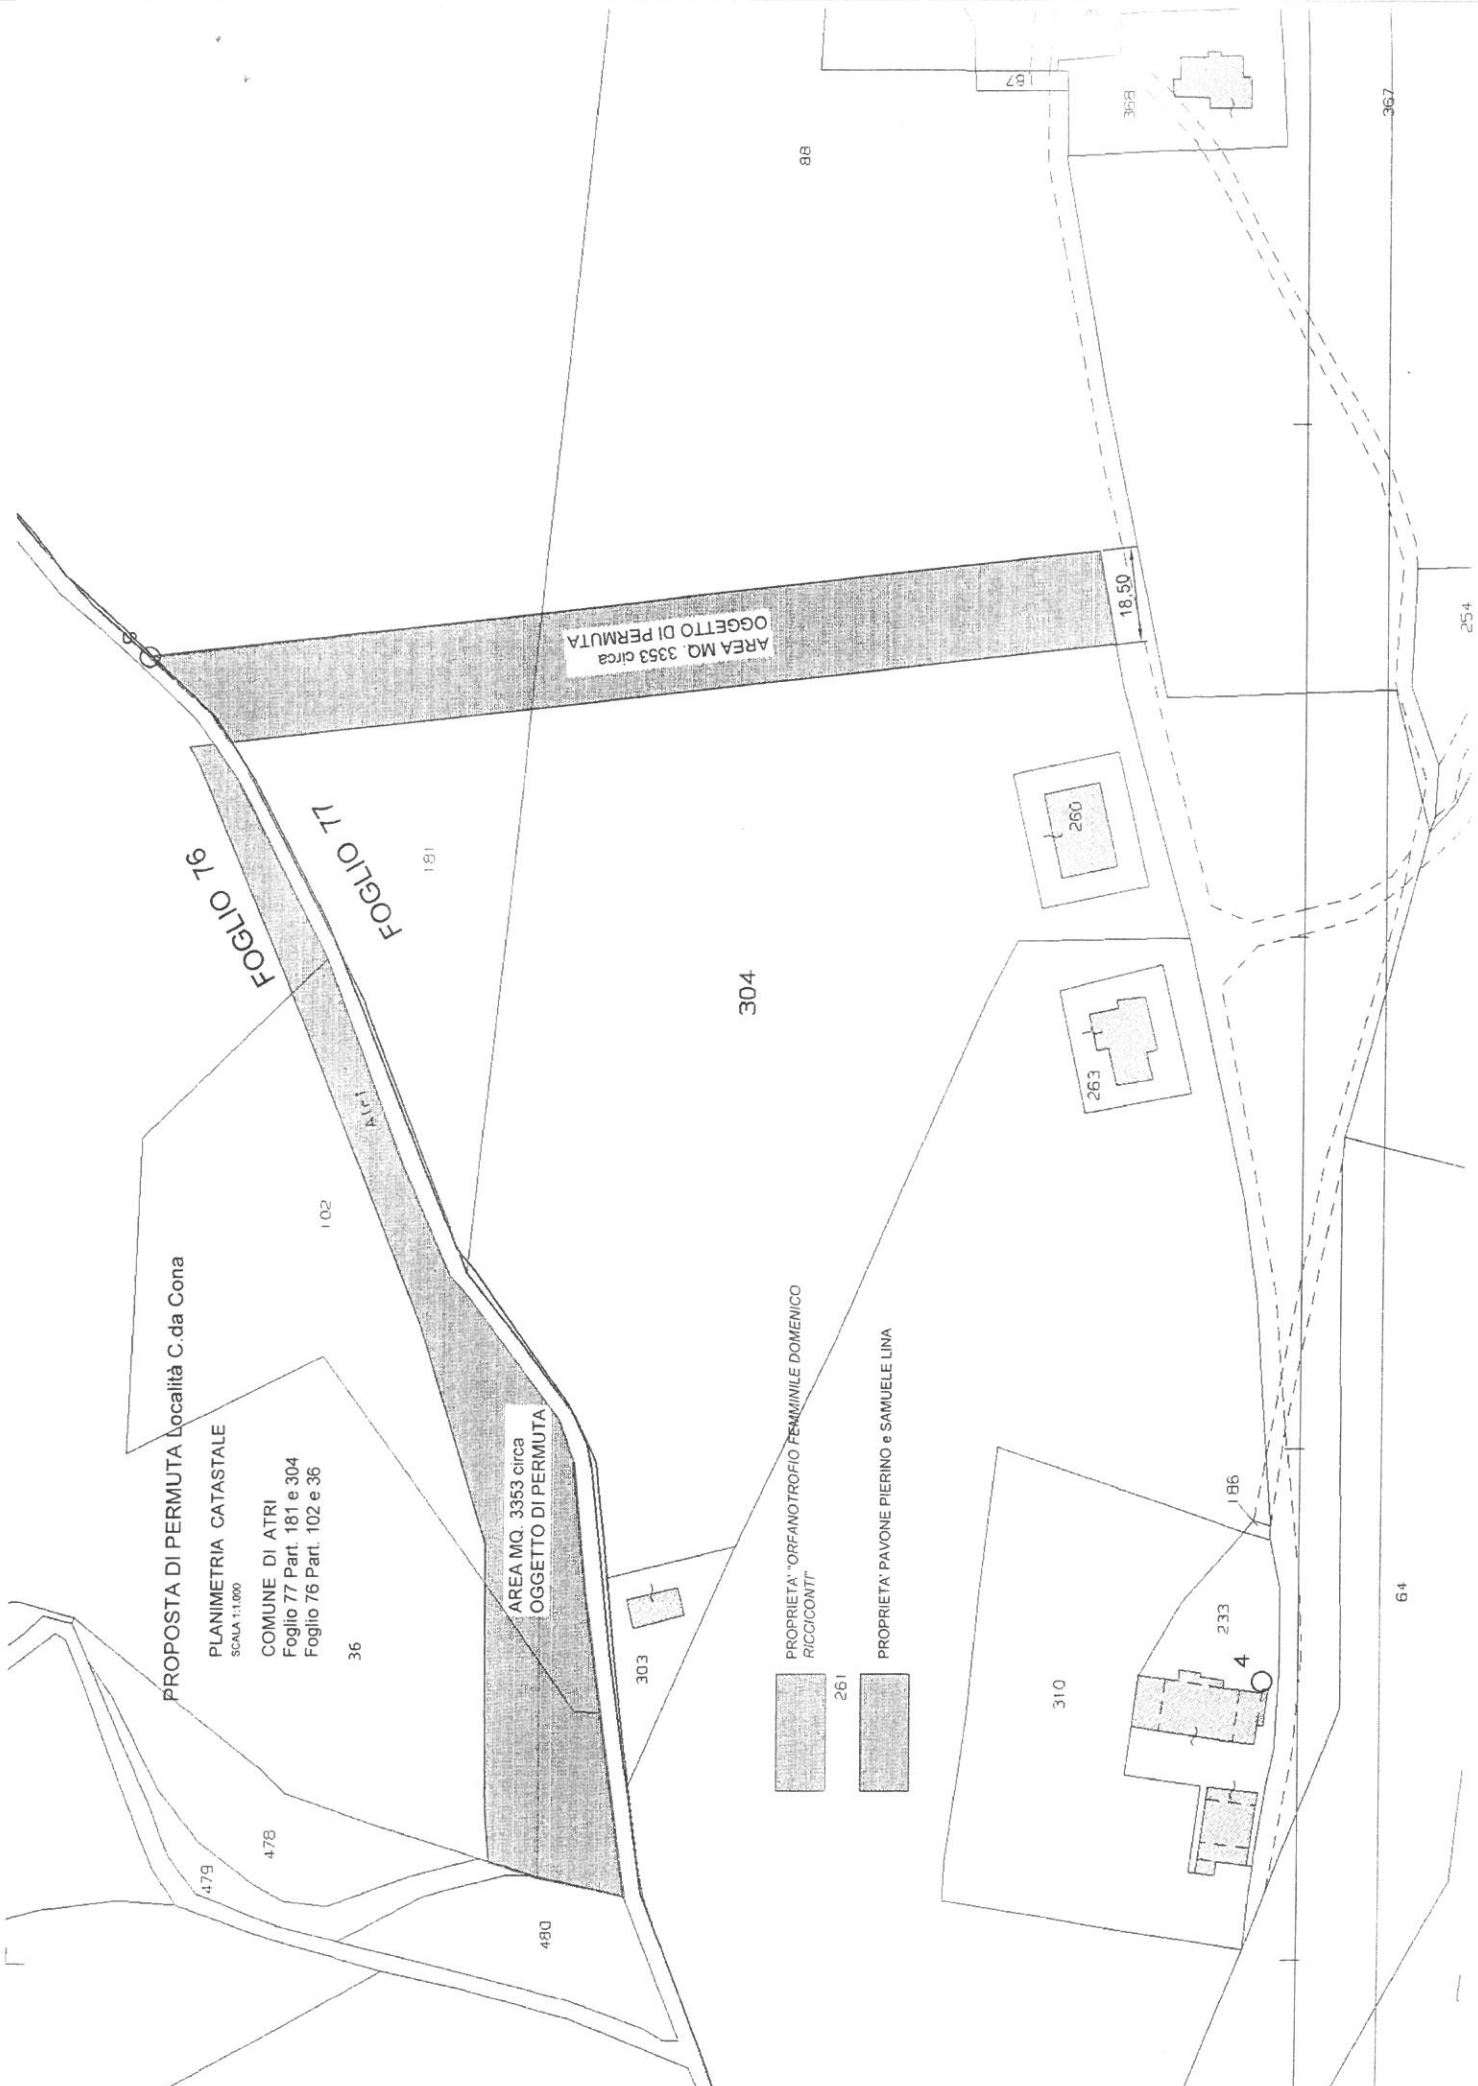 PROPOSTA DI PERMUTA Località C.da Cona
PLANIMETRIA CATASTALE
SCALA 1:1.000
COMUNE DI ATRI
Foglio 77 Part. 181 e 304
Foglio 76 Part. 102 e 36
36
102
FOGLIO 76
FOGLIO 77
181
Atri
479
478
480
AREA MQ. 3353 circa
OGGETTO DI PERMUTA
303
AREA MQ. 3353 circa
OGGETTO DI PERMUTA
88
87
368
367
18,50
304
260
263
PROPRIETA' "ORFANOTROFIO FEMMINILE DOMENICO
RICCICONTI"
261
PROPRIETA' PAVONE PIERINO e SAMUELE LINA
310
233
186
4
64
254